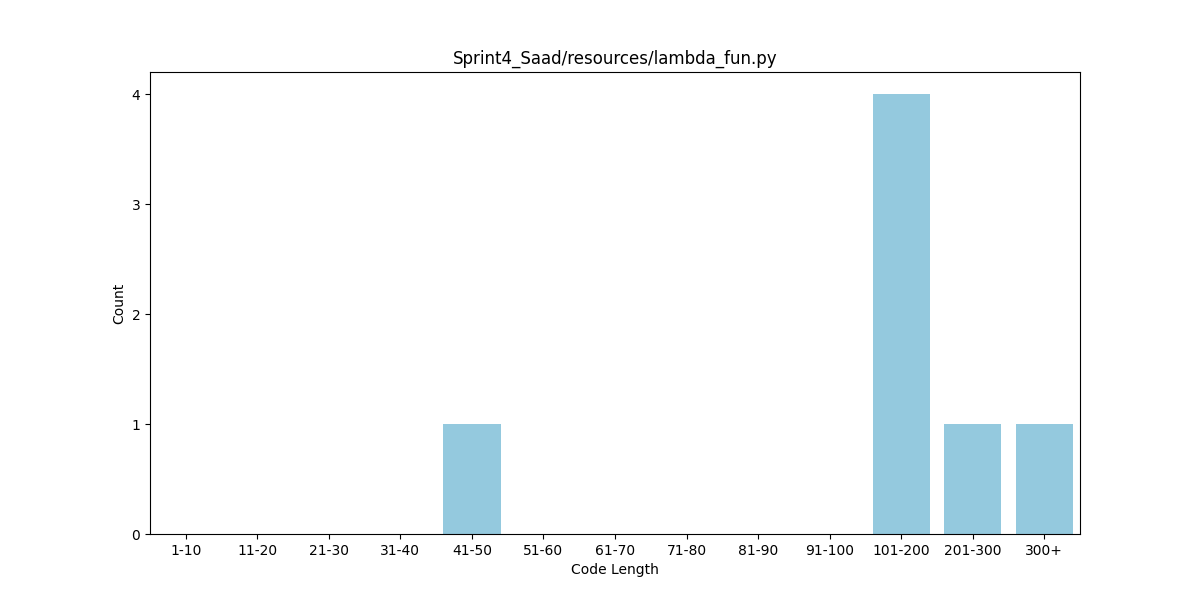 Sprint4_Saad/resources/lambda_fun.py
4
3
2
1
0
Count
1-10 11-20 21-30 31-40 41-50 51-60 61-70 71-80 81-90 91-100 101-200 201-300 300+
Code Length